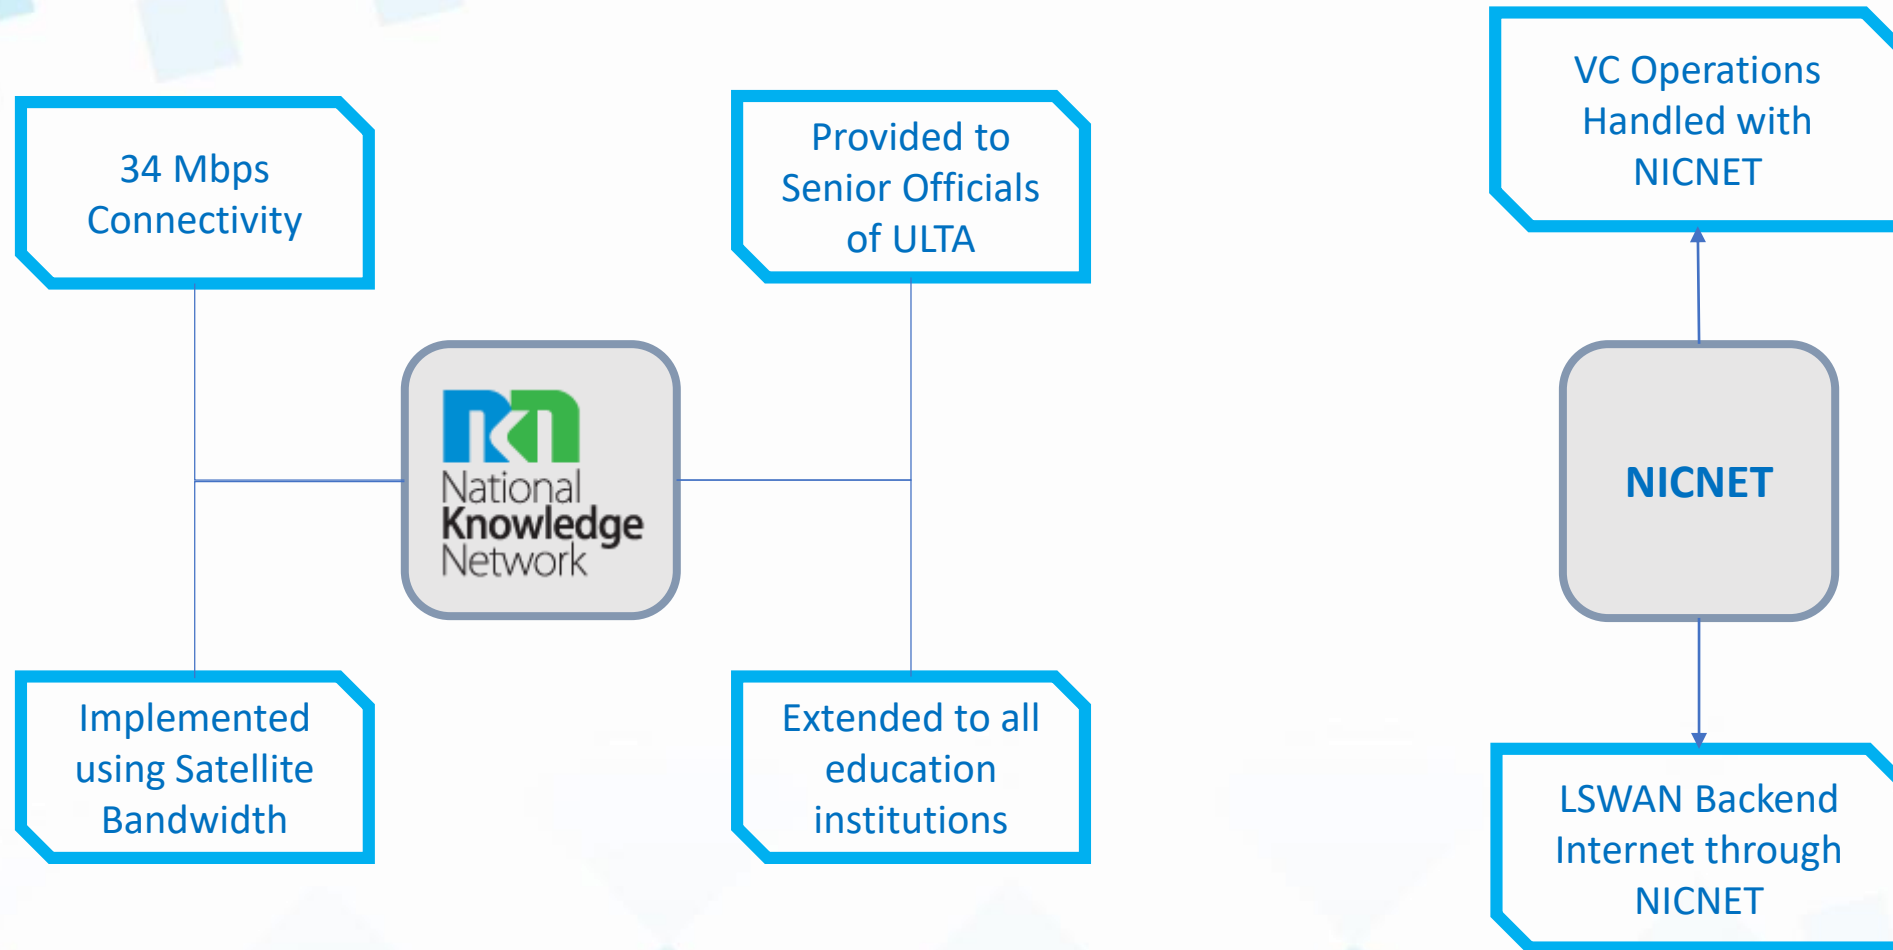 34 Mbps
Connectivity
Provided to
Senior Officials
of ULTA
National
Knowledge
Network
Implemented
using Satellite
Bandwidth
Extended to all
education
institutions
VC Operations
Handled with
NICNET
NICNET
LSWAN Backend
Internet through
NICNET